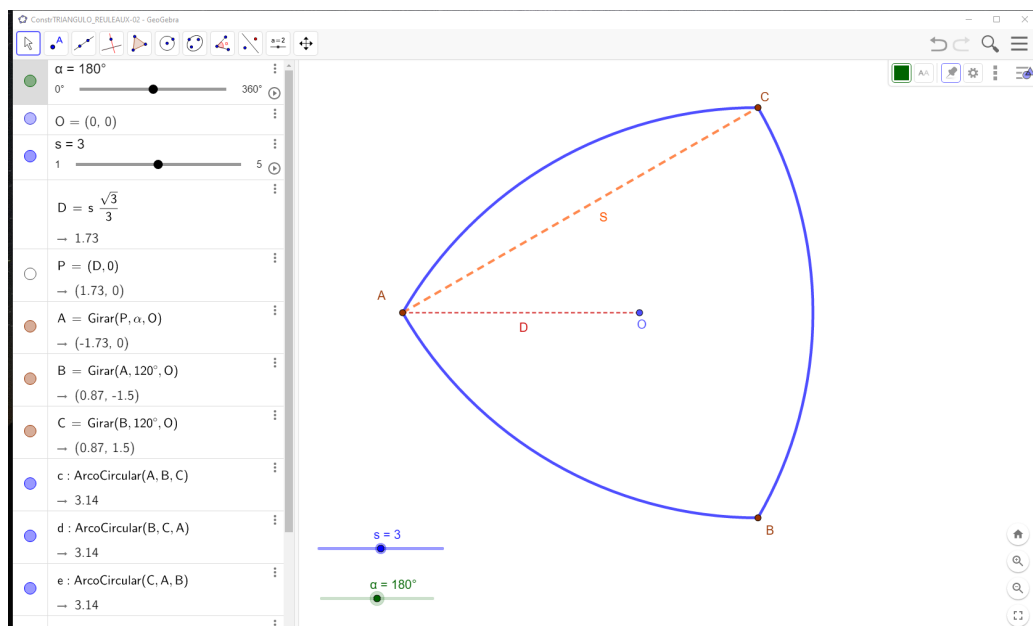 ConstrTRIANGULO_REULEAUX-02 - GeoGebra
A
a=2
AA
α = 180°
0° 360°
O = (0, 0)
s = 3
1 5
D = s √3/3
→ 1.73
P = (D, 0)
→ (1.73, 0)
A = Girar(P, α, O)
→ (-1.73, 0)
B = Girar(A, 120°, O)
→ (0.87, -1.5)
C = Girar(B, 120°, O)
→ (0.87, 1.5)
c : ArcoCircular(A, B, C)
→ 3.14
d : ArcoCircular(B, C, A)
→ 3.14
e : ArcoCircular(C, A, B)
→ 3.14
C
S
A
D
O
B
s = 3
α = 180°